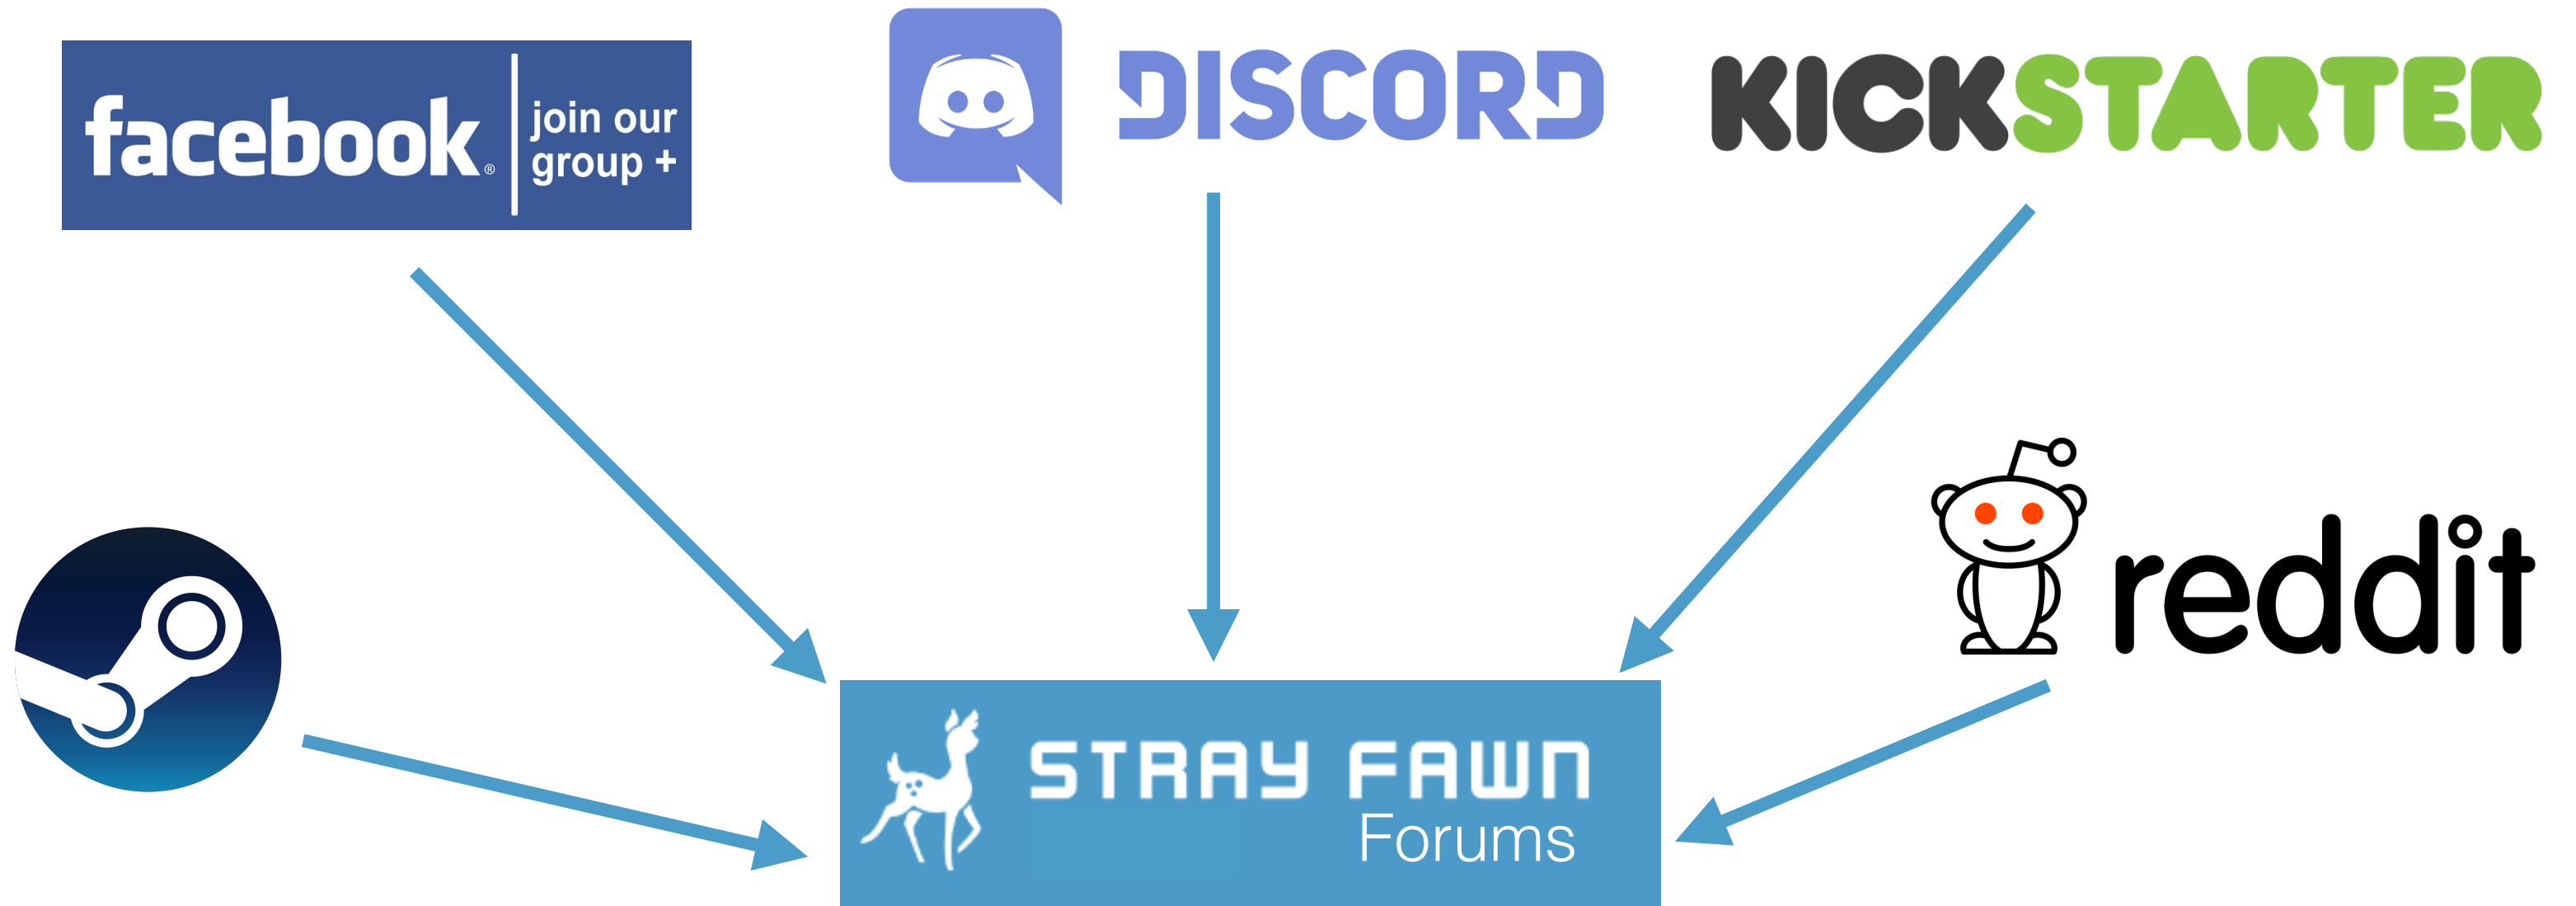 facebook®
join our
group +
DISCORD
KICKSTARTER
reddit
STRAY FAWN
Forums